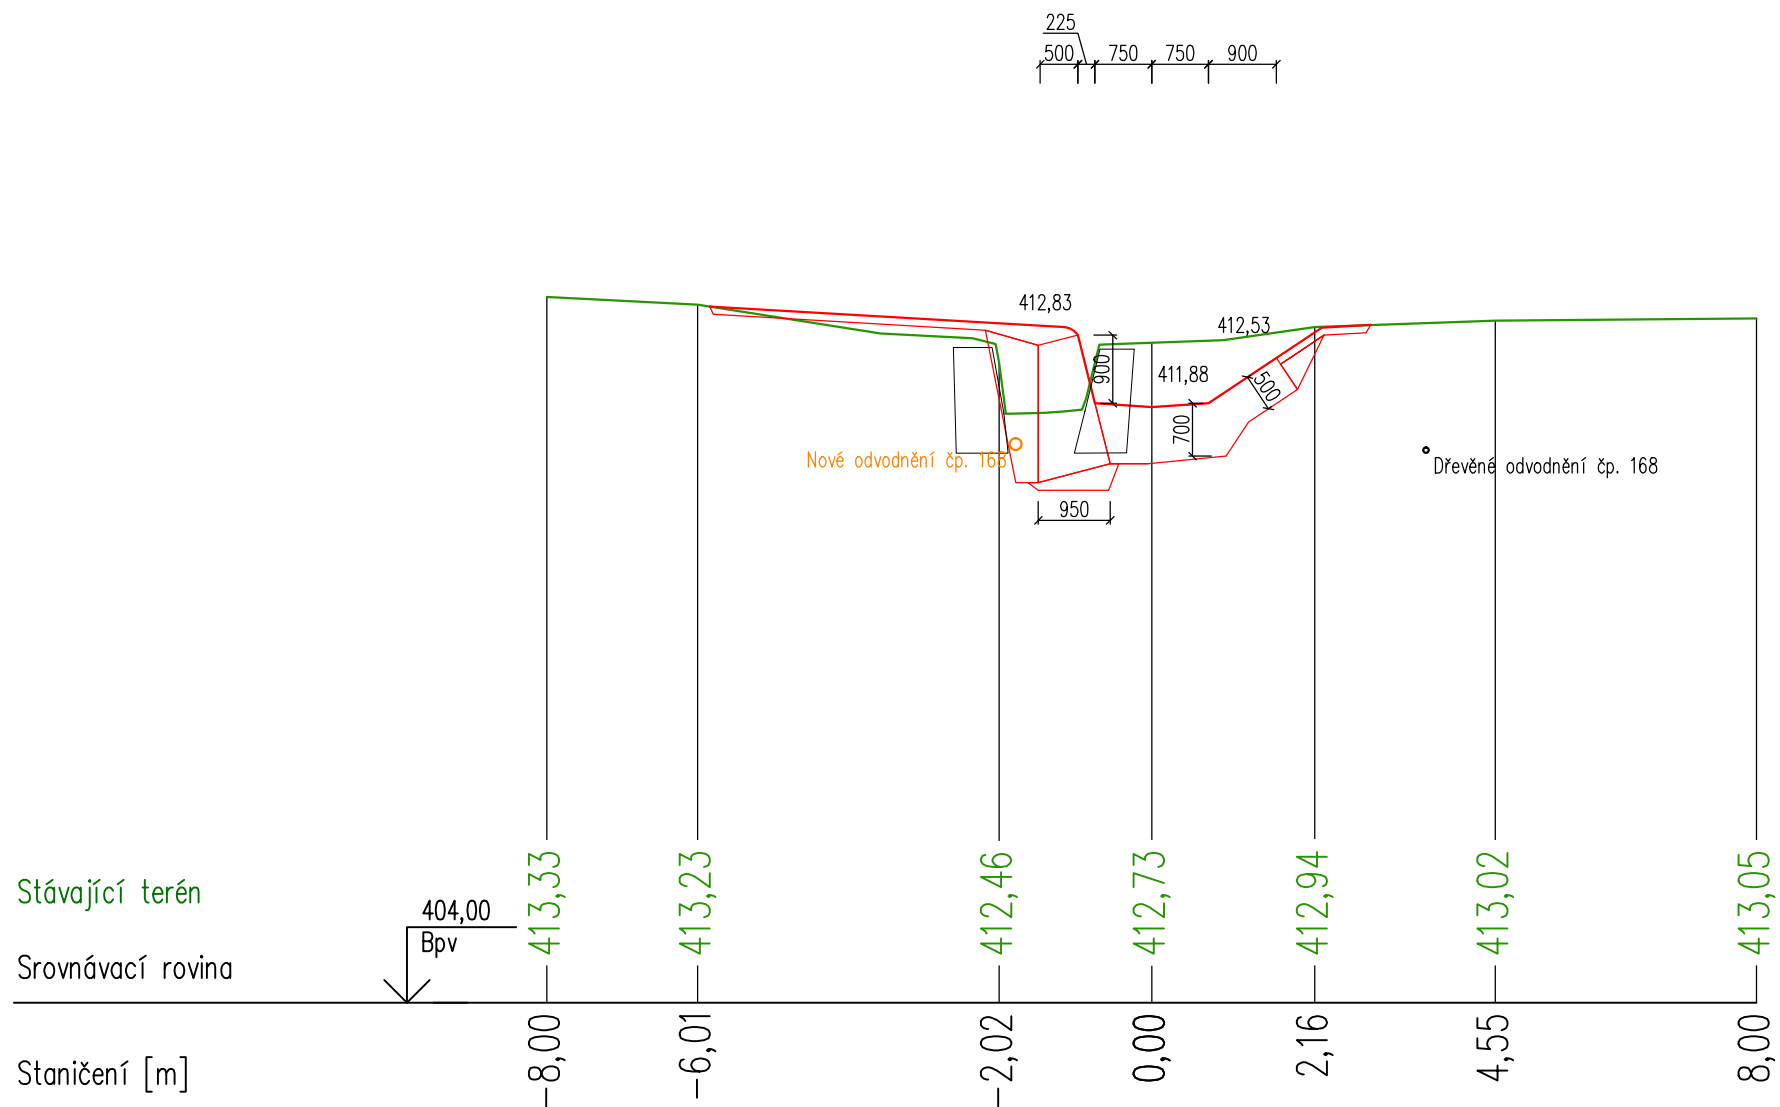 225
500 750 750 900
412,83
412,53
900
411,88
500
700
Nové odvodnění čp. 168
Dřevěné odvodnění čp. 168
950
Stávající terén
413,33 413,23 412,46 412,73 412,94 413,02 413,05
404,00
Bpv
Srovnávací rovina
Staničení [m]
-8,00 -6,01 -2,02 0,00 2,16 4,55 8,00